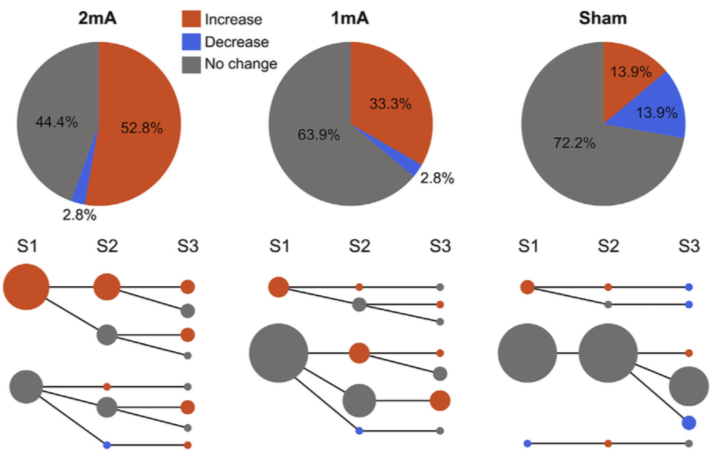 2mA
Increase
Decrease
No change
1mA
Sham
44.4%
52.8%
2.8%
63.9%
33.3%
2.8%
13.9%
13.9%
72.2%
S1 S2 S3
S1 S2 S3
S1 S2 S3